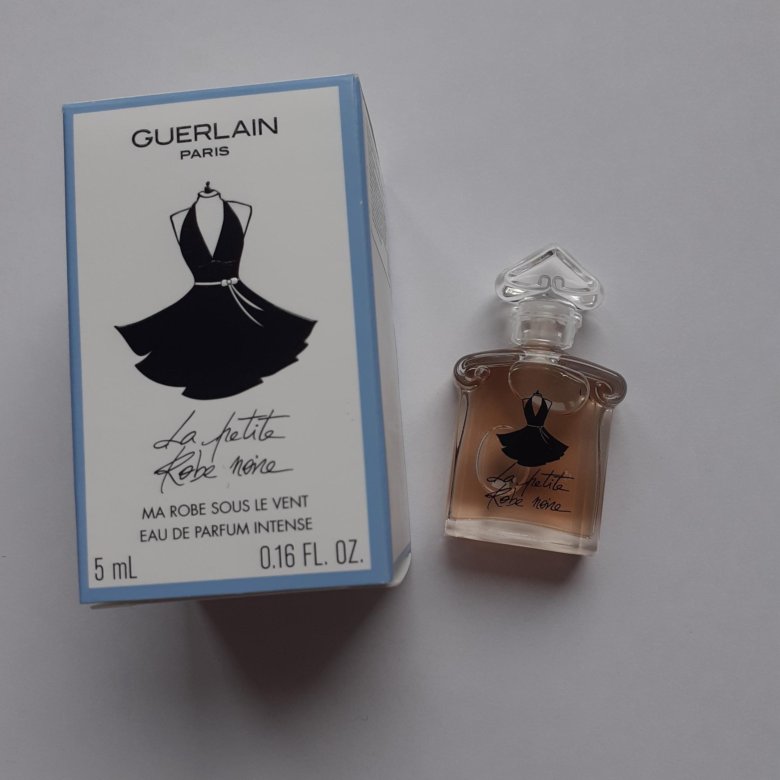 GUERLAIN
PARIS
La petite
Robe noire
MA ROBE SOUS LE VENT
EAU DE PARFUM INTENSE
5 mL 0.16 FL. OZ.
La petite
Robe noire